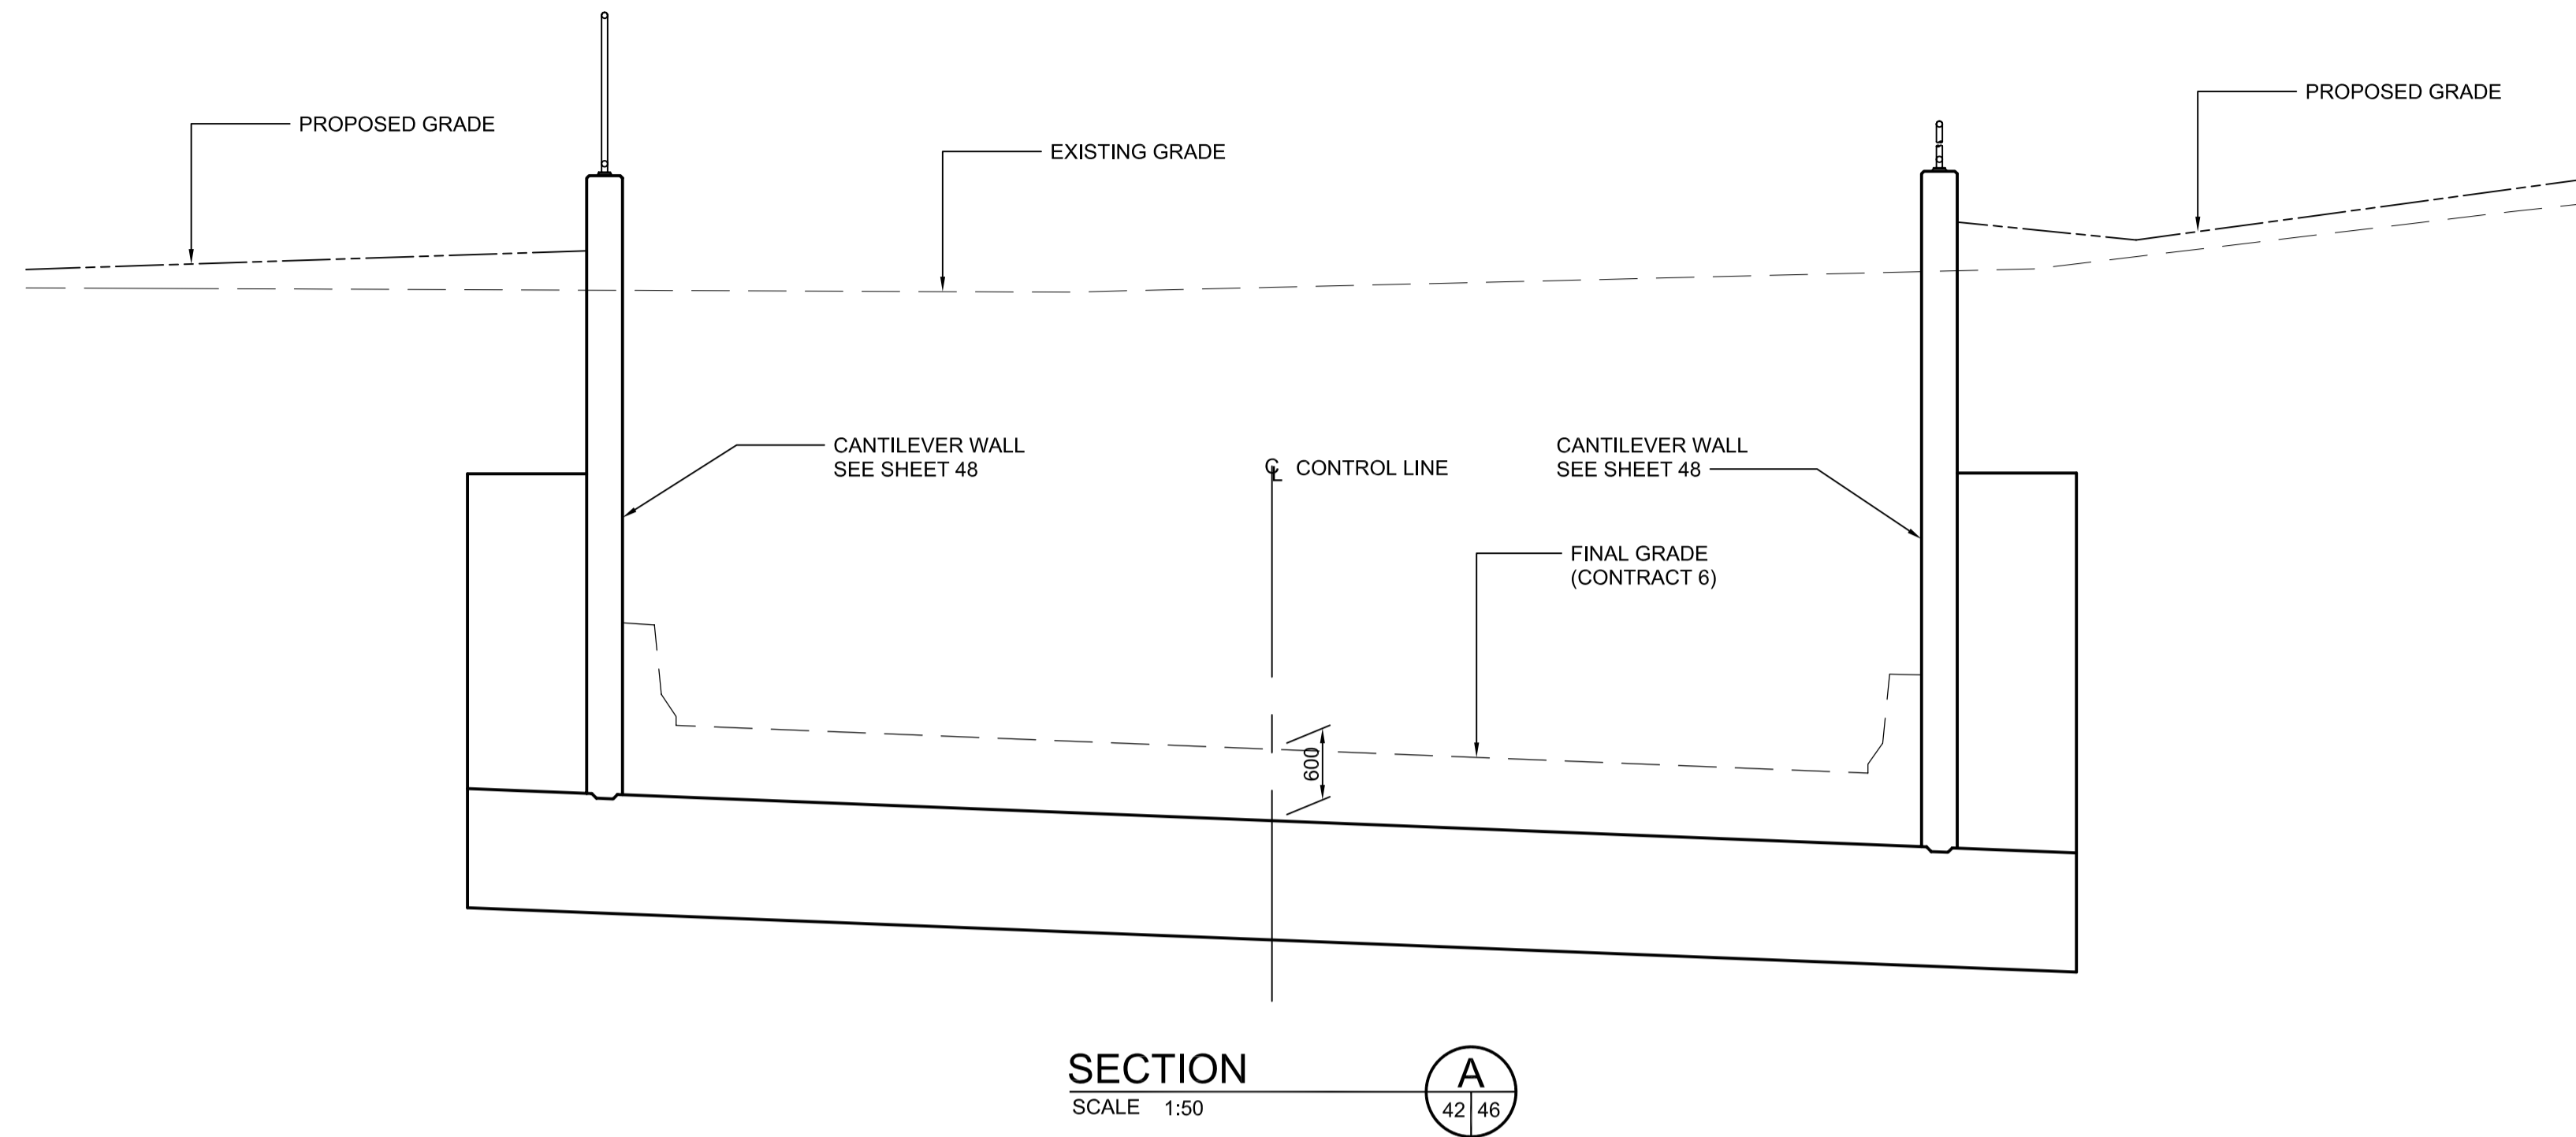 PROPOSED GRADE
PROPOSED GRADE
EXISTING GRADE
CANTILEVER WALL
SEE SHEET 48
℄ CONTROL LINE
CANTILEVER WALL
SEE SHEET 48
FINAL GRADE
(CONTRACT 6)
600
SECTION
SCALE 1:50
A
42 46